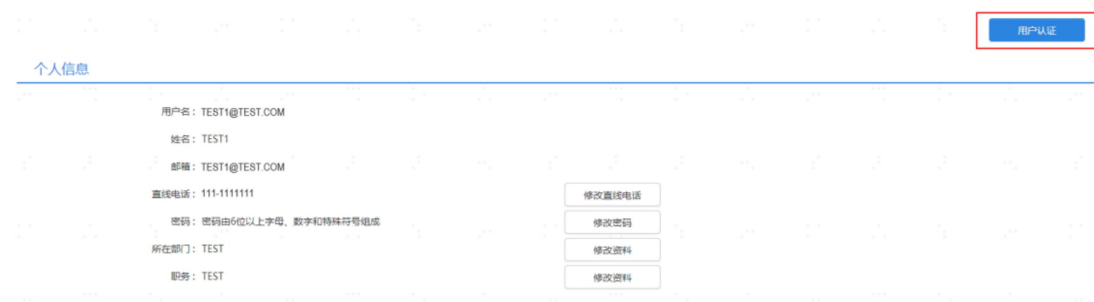 用户认证
个人信息
用户名：TEST1@TEST.COM
姓名：TEST1
邮箱：TEST1@TEST.COM
直线电话：111-1111111 修改直线电话
密码：密码由6位以上字母、数字和特殊符号组成 修改密码
所在部门：TEST 修改资料
职务：TEST 修改资料